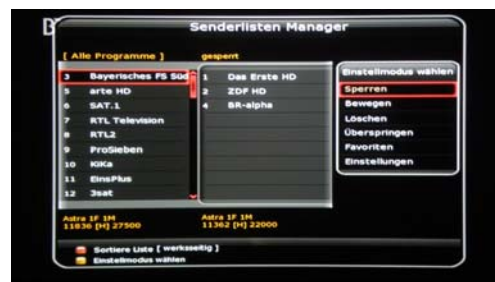 Senderlisten Manager
[ Alle Programme ]
gesperrt
3 Bayerisches FS Süd
5 arte HD
6 SAT.1
7 RTL Television
8 RTL2
9 ProSieben
10 KiKa
11 EinsPlus
12 3sat
1 Das Erste HD
2 ZDF HD
4 BR-alpha
Einstellmodus wählen
Sperren
Bewegen
Löschen
Überspringen
Favoriten
Einstellungen
Astra 1F 1M
11836 [H] 27500
Astra 1F 1M
11362 [H] 22000
Sortiere Liste [ werksseitig ]
Einstellmodus wählen